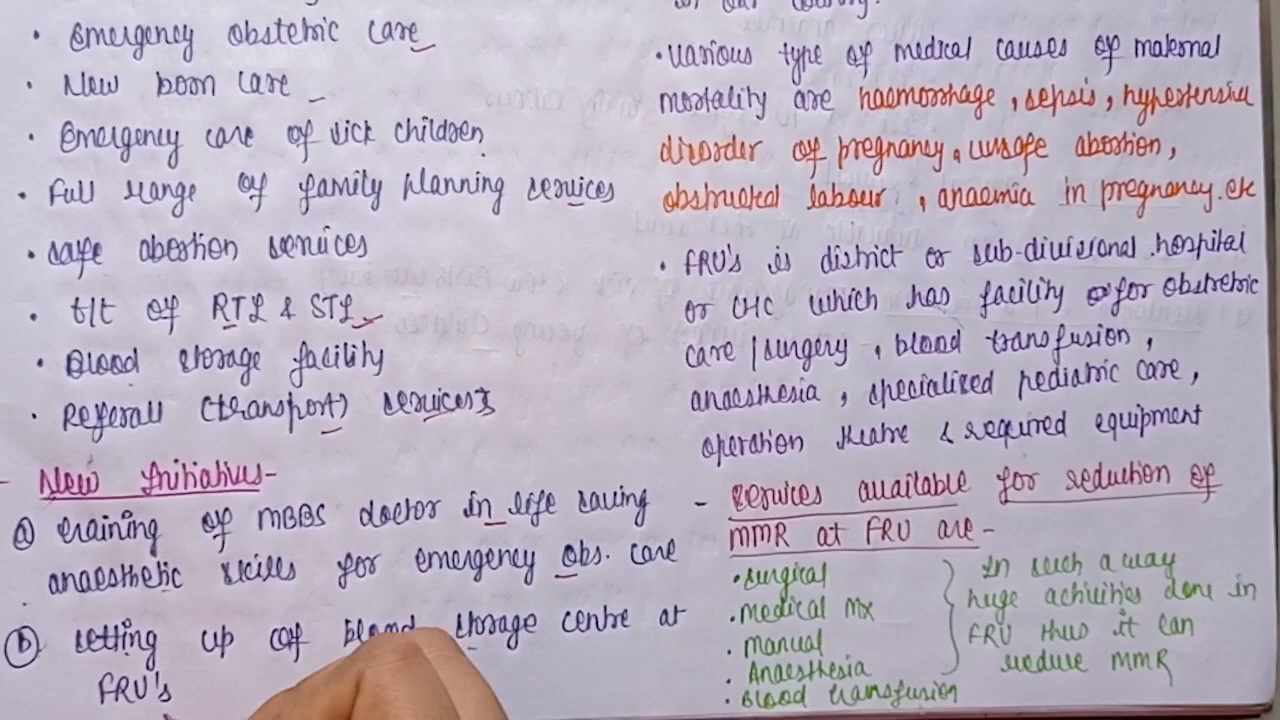 • Emergency obstetric care
• New born care
• Emergency care of sick children
• Full range of family planning services
• safe abortion services
• t/t of RTI & STI
• Blood storage facility
• Referall (transport) services
- New Initiatives-
(a) training of MBBS doctor in life saving
anaesthetic skills for emergency obs. care
(b) setting up of blood storage centre at
FRU's
• Various type of medical causes of maternal
mortality are haemorrhage, sepsis, hypertensive
disorder of pregnancy, unsafe abortion,
obstructed labour, anaemia in pregnancy. etc
• FRU's is district or sub-divisional hospital
or CHC which has facility for obstretric
care / surgery, blood transfusion,
anaesthesia, specialized pediatric care,
operation theatre & required equipment
- Services available for reduction of
MMR at FRU are -
• surgical
• medical mx
• manual
• Anaesthesia
• Blood transfusion
In such a way
huge activities done in
FRU thus it can
reduce MMR